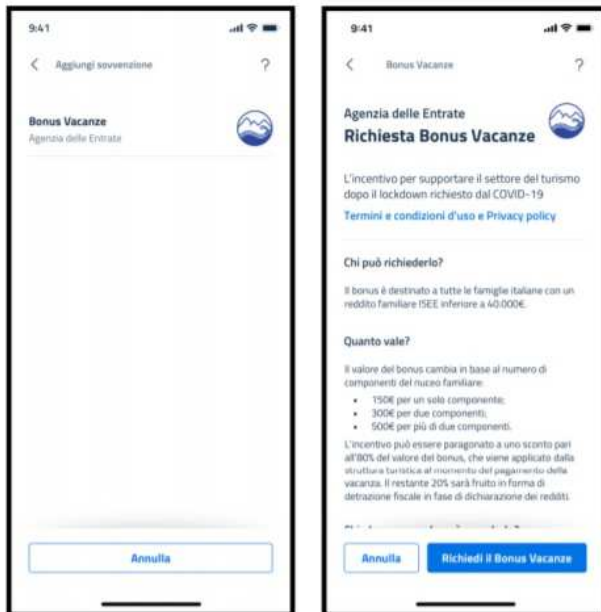 9:41
Aggiungi sovvenzione ?
Bonus Vacanze
Agenzia delle Entrate
Annulla
9:41
Bonus Vacanze ?
Agenzia delle Entrate
Richiesta Bonus Vacanze
L'incentivo per supportare il settore del turismo
dopo il lockdown richiesto dal COVID-19
Termini e condizioni d'uso e Privacy policy
Chi può richiederlo?
Il bonus è destinato a tutte le famiglie italiane con un
reddito familiare ISEE inferiore a 40.000€.
Quanto vale?
Il valore del bonus cambia in base al numero di
componenti del nuceo familiare:
• 150€ per un solo componente;
• 300€ per due componenti;
• 500€ per più di due componenti.
L'incentivo può essere paragonato a uno sconto pari
all'80% del valore del bonus, che viene applicato dalla
struttura turistica al momento del pagamento della
vacanza. Il restante 20% sarà fruito in forma di
detrazione fiscale in fase di dichiarazione dei redditi.
Annulla
Richiedi il Bonus Vacanze